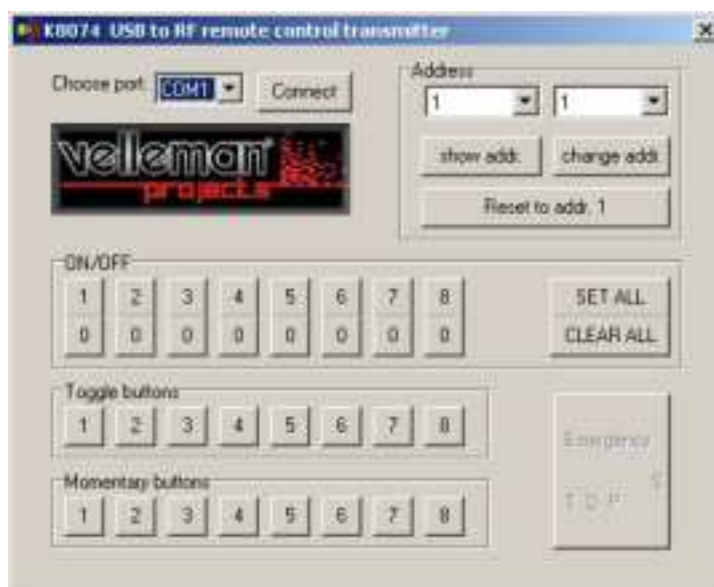 K8074 USB to RF remote control transmitter
Choose port: COM1 Connect
Address
1 1
show addr. change addr.
Reset to addr. 1
velleman
projects
ON/OFF
1 2 3 4 5 6 7 8 SET ALL
0 0 0 0 0 0 0 0 CLEAR ALL
Toggle buttons
1 2 3 4 5 6 7 8
Emergency
S
T O P
Momentary buttons
1 2 3 4 5 6 7 8